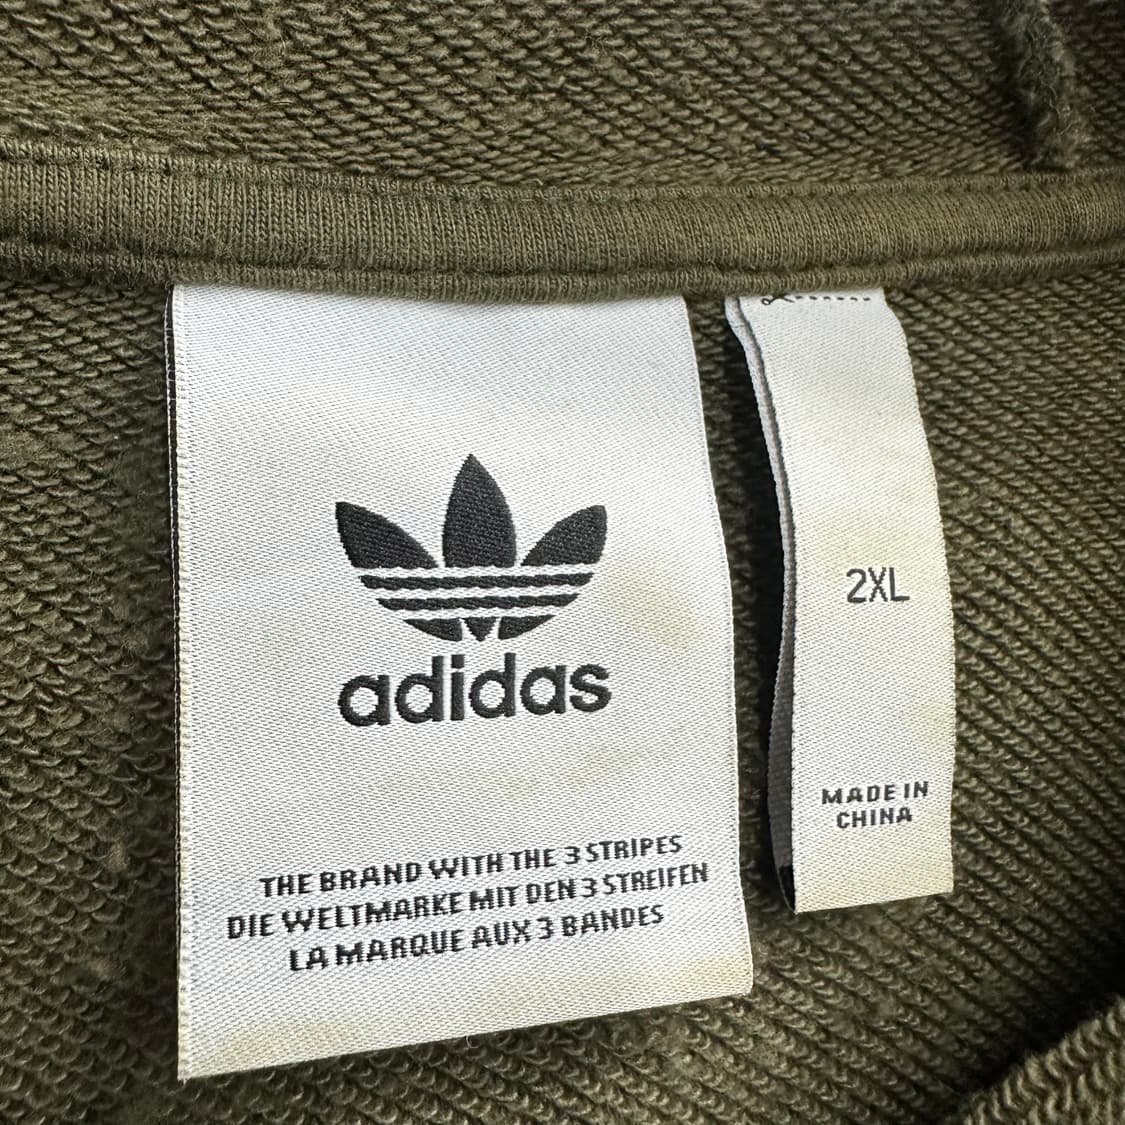 adidas
THE BRAND WITH THE 3 STRIPES
DIE WELTMARKE MIT DEN 3 STREIFEN
LA MARQUE AUX 3 BANDES
2XL
MADE IN
CHINA